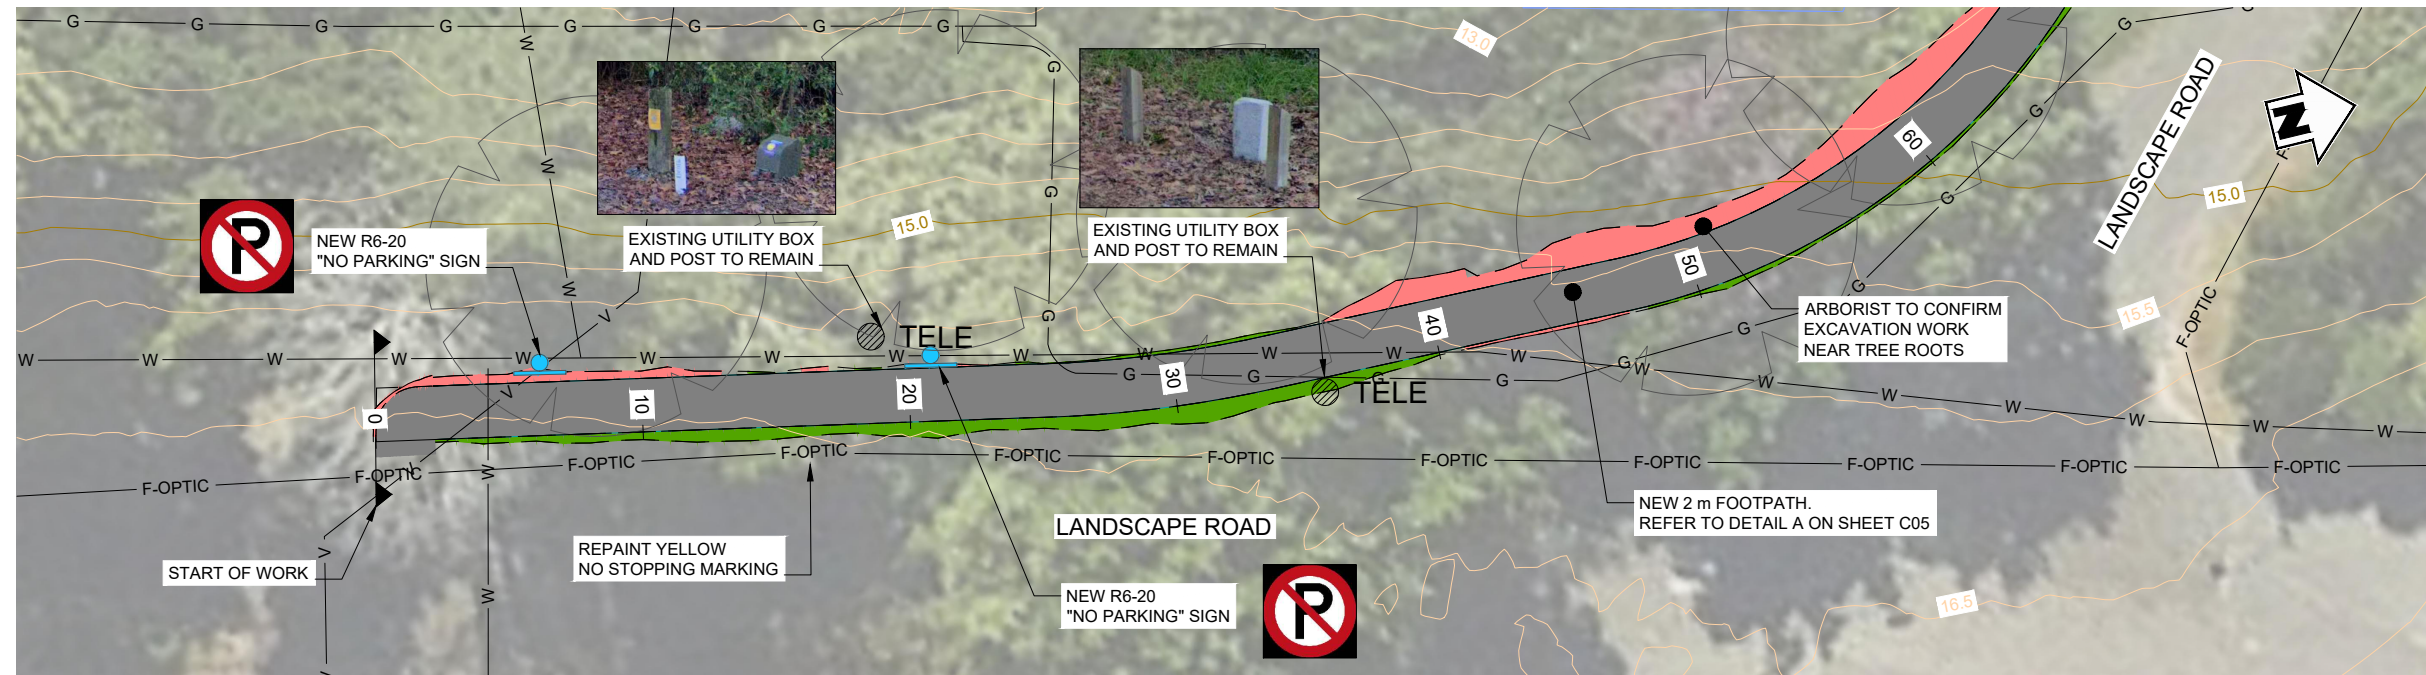 G G G G G G G G
W
G
13.0
G
LANDSCAPE ROAD
N
F-
G
60
W
G
15.0
G
15.0
NEW R6-20
"NO PARKING" SIGN
P
EXISTING UTILITY BOX
AND POST TO REMAIN
EXISTING UTILITY BOX
AND POST TO REMAIN
50
W
G
G
V
TELE
40
G
ARBORIST TO CONFIRM
EXCAVATION WORK
NEAR TREE ROOTS
15.5
F-OPTIC
W W W W W W W W W W W W W
G
W W W W W W W
V
0
10
20
30
G G G G
TELE
F-OPTIC F-OPTIC F-OPTIC F-OPTIC F-OPTIC F-OPTIC F-OPTIC F-OPTIC F-OPTIC F-OPTIC F-OPTIC
V
W
NEW 2 m FOOTPATH.
REFER TO DETAIL A ON SHEET C05
LANDSCAPE ROAD
REPAINT YELLOW
NO STOPPING MARKING
START OF WORK
V
W
NEW R6-20
"NO PARKING" SIGN
P
16.5